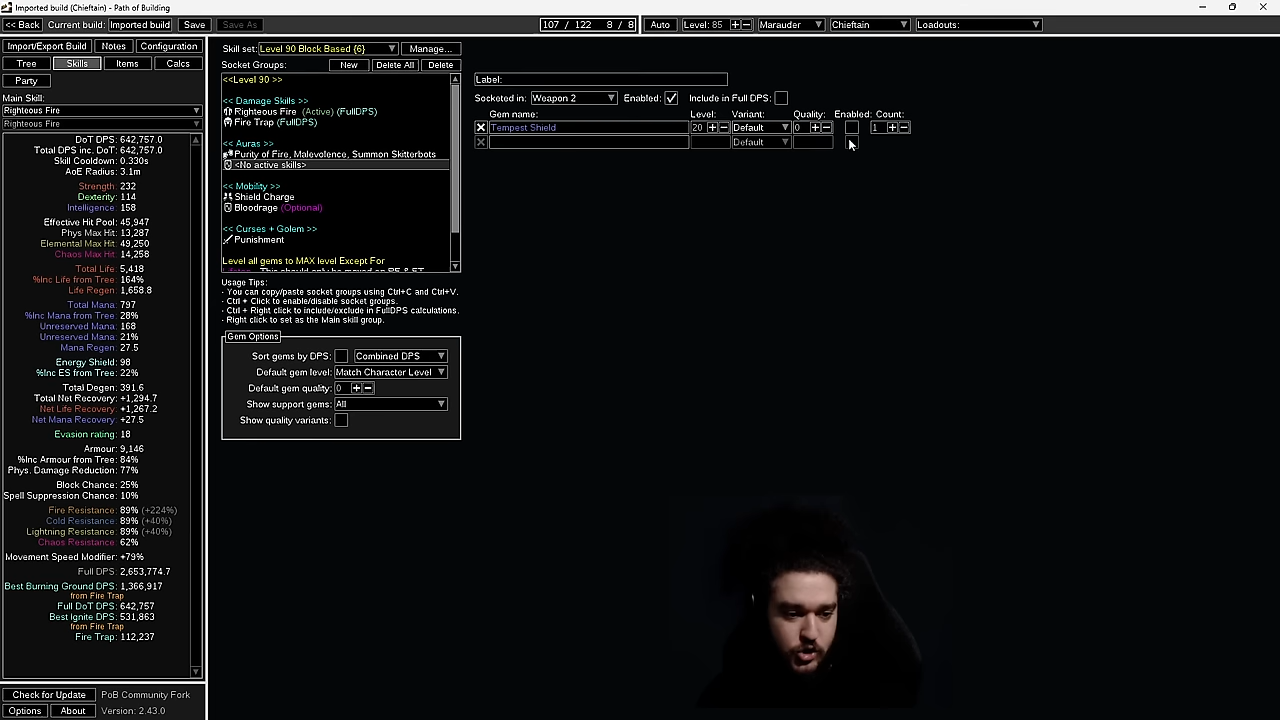 Imported build (Chieftain) - Path of Building
<< Back Current build: Imported build Save Save As 107 / 122 8 / 8 Auto Level: 85 Marauder Chieftain Loadouts:
Import/Export Build Notes Configuration
Tree Skills Items Calcs
Party
Main Skill:
Righteous Fire
Righteous Fire
DoT DPS: 642,757.0
Total DPS inc. DoT: 642,757.0
Skill Cooldown: 0.330s
AoE Radius: 3.1m
Strength: 232
Dexterity: 114
Intelligence: 158
Effective Hit Pool: 45,947
Phys Max Hit: 13,287
Elemental Max Hit: 49,250
Chaos Max Hit: 14,258
Total Life: 5,418
%Inc Life from Tree: 164%
Life Regen: 1,658.8
Total Mana: 797
%Inc Mana from Tree: 28%
Unreserved Mana: 168
Unreserved Mana: 21%
Mana Regen: 27.5
Energy Shield: 98
%Inc ES from Tree: 22%
Total Degen: 391.6
Total Net Recovery: +1,294.7
Net Life Recovery: +1,267.2
Net Mana Recovery: +27.5
Evasion rating: 18
Armour: 9,146
%Inc Armour from Tree: 84%
Phys. Damage Reduction: 77%
Block Chance: 25%
Spell Suppression Chance: 10%
Fire Resistance: 89% (+224%)
Cold Resistance: 89% (+40%)
Lightning Resistance: 89% (+40%)
Chaos Resistance: 62%
Movement Speed Modifier: +79%
Full DPS: 2,653,774.7
Best Burning Ground DPS: 1,366,917
from Fire Trap
Full DoT DPS: 642,757
Best Ignite DPS: 531,863
from Fire Trap
Fire Trap: 112,237
Check for Update PoB Community Fork
Options About Version: 2.43.0
Skill set: Level 90 Block Based {6} Manage...
Socket Groups: New Delete All Delete
<<Level 90 >>
<< Damage Skills >>
Righteous Fire (Active) (FullDPS)
Fire Trap (FullDPS)
<< Auras >>
Purity of Fire, Malevolence, Summon Skitterbots
<No active skills>
<< Mobility >>
Shield Charge
Bloodrage (Optional)
<< Curses + Golem >>
Punishment
Level all gems to MAX level Except For
Usage Tips:
- You can copy/paste socket groups using Ctrl+C and Ctrl+V.
- Ctrl + Click to enable/disable socket groups.
- Ctrl + Right click to include/exclude in FullDPS calculations.
- Right click to set as the Main skill group.
Gem Options
Sort gems by DPS: Combined DPS
Default gem level: Match Character Level
Default gem quality: 0
Show support gems: All
Show quality variants:
Label:
Socketed in: Weapon 2 Enabled: Include in Full DPS:
Gem name: Level: Variant: Quality: Enabled: Count:
Tempest Shield 20 Default 0 1
Default